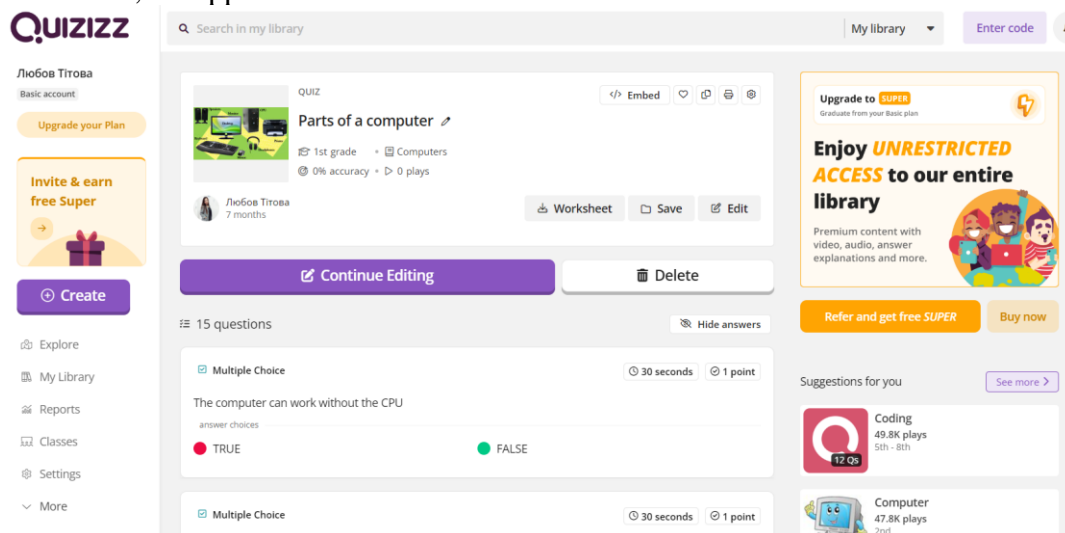 Quizizz
Search in my library
My library
Enter code
Любов Тітова
Basic account
Upgrade your Plan
Invite & earn
free Super
Create
Explore
My Library
Reports
Classes
Settings
More
QUIZ
</> Embed
Parts of a computer
1st grade • Computers
0% accuracy • 0 plays
Любов Тітова
7 months
Worksheet
Save
Edit
Continue Editing
Delete
15 questions
Hide answers
Multiple Choice
30 seconds
1 point
The computer can work without the CPU
answer choices
TRUE
FALSE
Multiple Choice
30 seconds
1 point
Upgrade to SUPER
Graduate from your Basic plan
Enjoy UNRESTRICTED
ACCESS to our entire
library
Premium content with
video, audio, answer
explanations and more.
Refer and get free SUPER
Buy now
Suggestions for you
See more >
Coding
49.8K plays
5th - 8th
12 Qs
Computer
47.8K plays
2nd